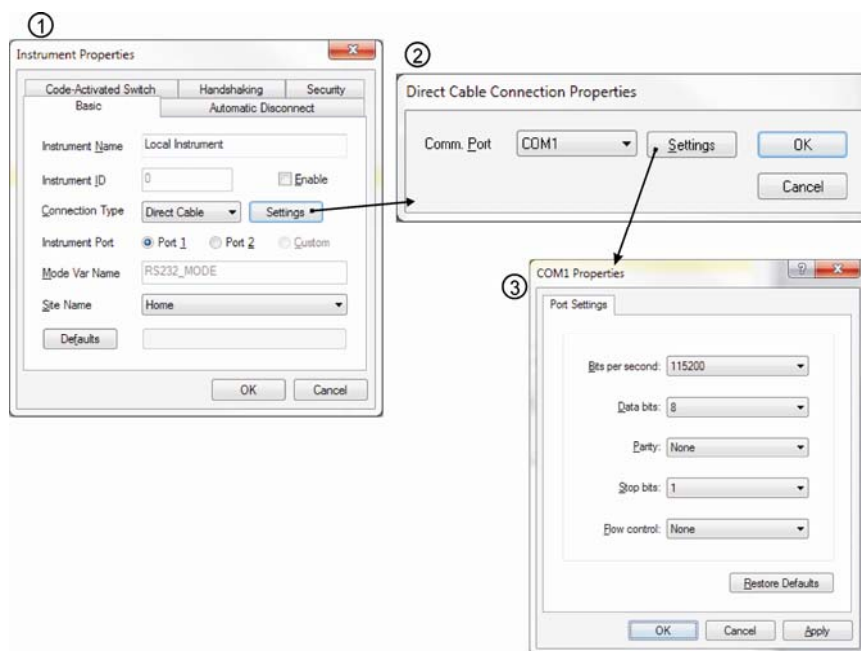 ①
Instrument Properties
Code-Activated Switch Handshaking Security
Basic Automatic Disconnect
Instrument Name Local Instrument
Instrument ID 0 Enable
Connection Type Direct Cable Settings
Instrument Port Port 1 Port 2 Custom
Mode Var Name RS232_MODE
Site Name Home
Defaults
OK Cancel
②
Direct Cable Connection Properties
Comm. Port COM1 Settings OK
Cancel
③
COM1 Properties ?
Port Settings
Bits per second: 115200
Data bits: 8
Parity: None
Stop bits: 1
Flow control: None
Restore Defaults
OK Cancel Apply